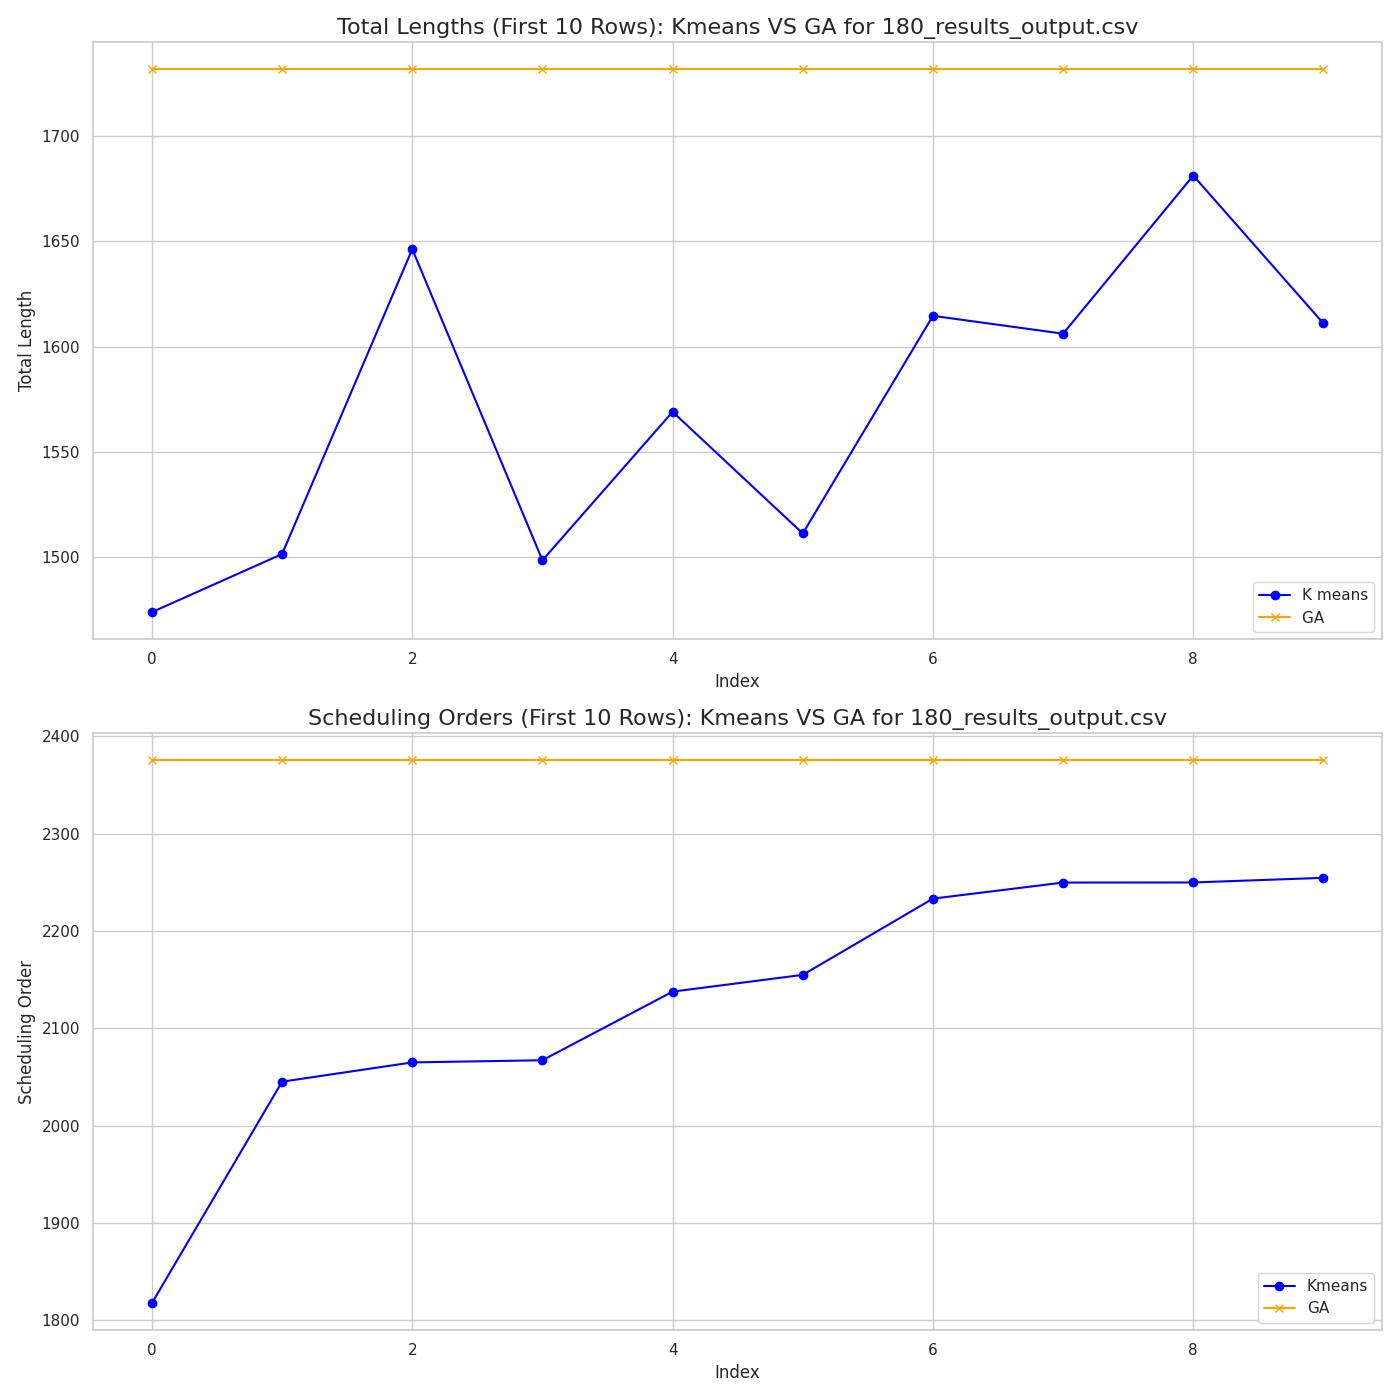 Total Lengths (First 10 Rows): Kmeans VS GA for 180_results_output.csv
1700
1650
1600
1550
1500
Total Length
K means
GA
0 2 4 6 8
Index
Scheduling Orders (First 10 Rows): Kmeans VS GA for 180_results_output.csv
2400
2300
2200
2100
2000
1900
1800
Scheduling Order
Kmeans
GA
0 2 4 6 8
Index